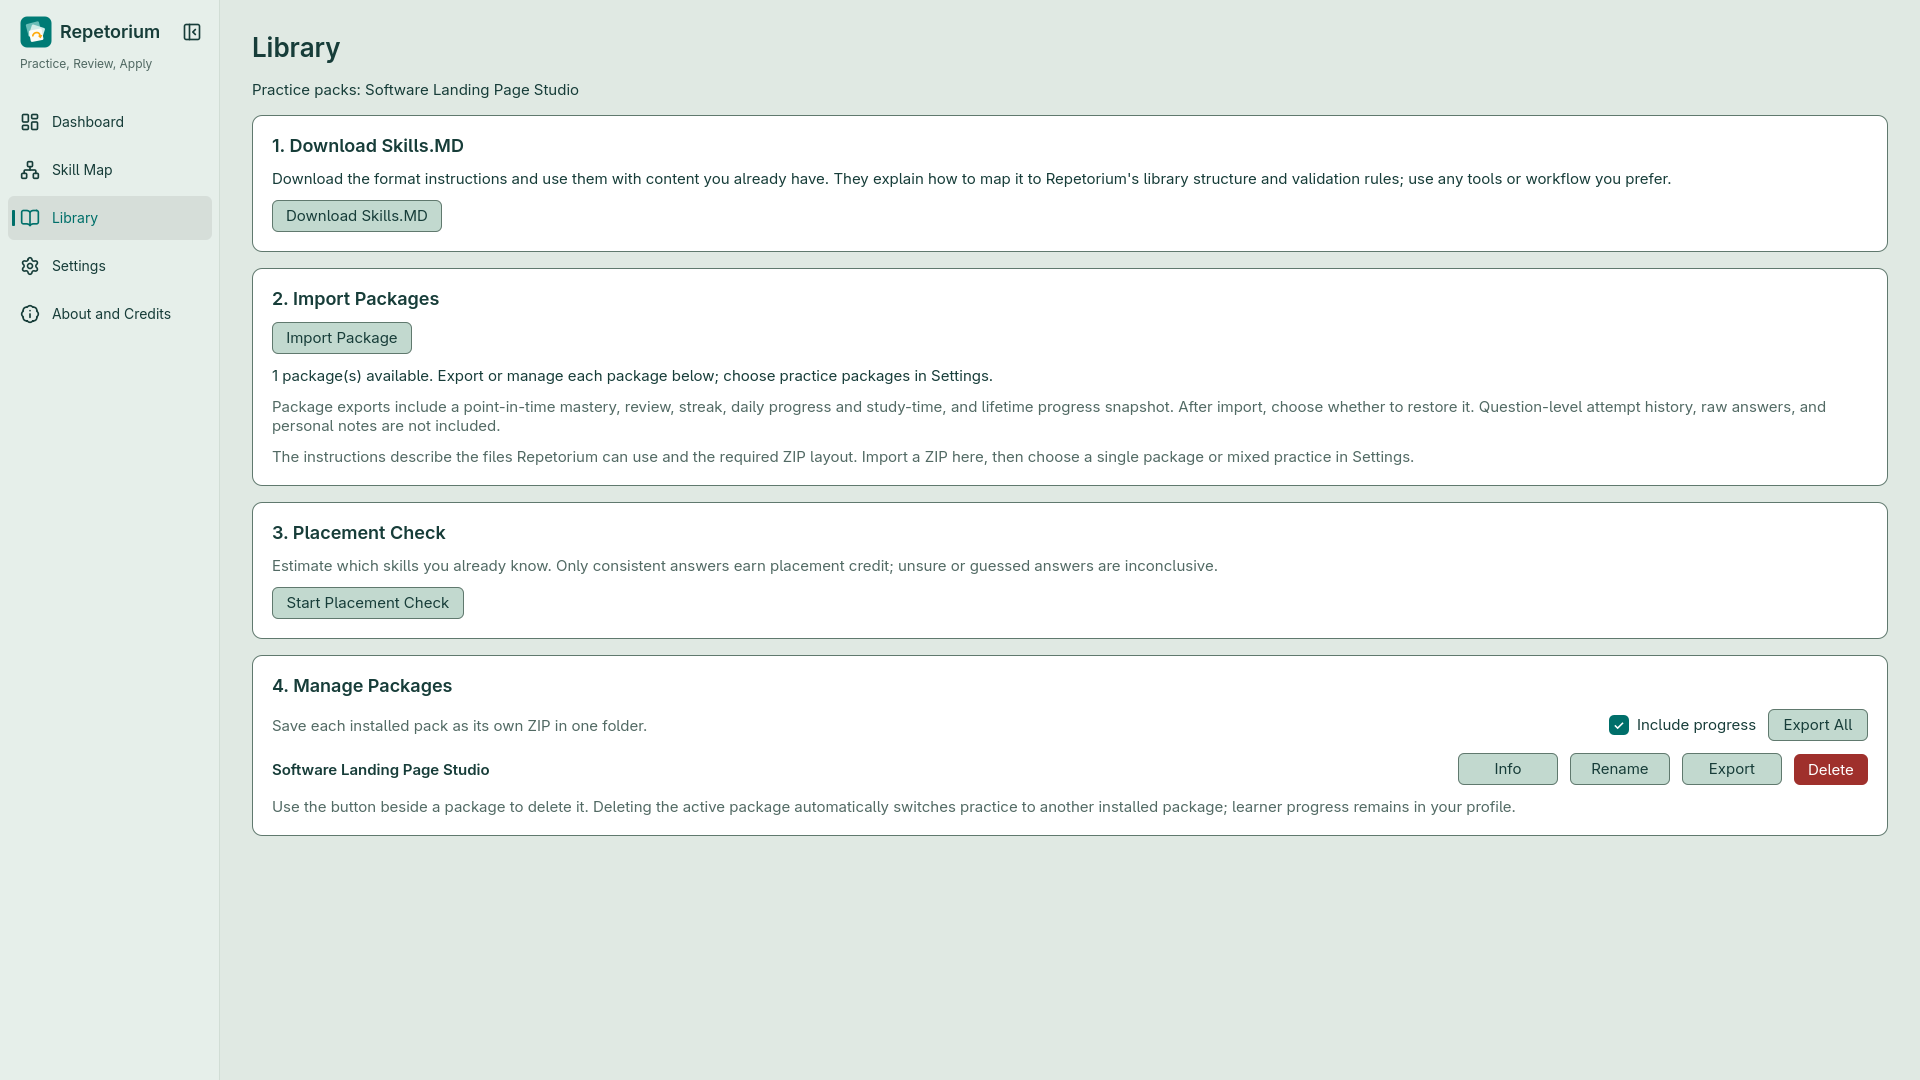 Repetorium
Practice, Review, Apply
Dashboard
Skill Map
Library
Settings
About and Credits
Library
Practice packs: Software Landing Page Studio
1. Download Skills.MD
Download the format instructions and use them with content you already have. They explain how to map it to Repetorium's library structure and validation rules; use any tools or workflow you prefer.
Download Skills.MD
2. Import Packages
Import Package
1 package(s) available. Export or manage each package below; choose practice packages in Settings.
Package exports include a point-in-time mastery, review, streak, daily progress and study-time, and lifetime progress snapshot. After import, choose whether to restore it. Question-level attempt history, raw answers, and
personal notes are not included.
The instructions describe the files Repetorium can use and the required ZIP layout. Import a ZIP here, then choose a single package or mixed practice in Settings.
3. Placement Check
Estimate which skills you already know. Only consistent answers earn placement credit; unsure or guessed answers are inconclusive.
Start Placement Check
4. Manage Packages
Save each installed pack as its own ZIP in one folder.
Include progress
Export All
Software Landing Page Studio
Info
Rename
Export
Delete
Use the button beside a package to delete it. Deleting the active package automatically switches practice to another installed package; learner progress remains in your profile.